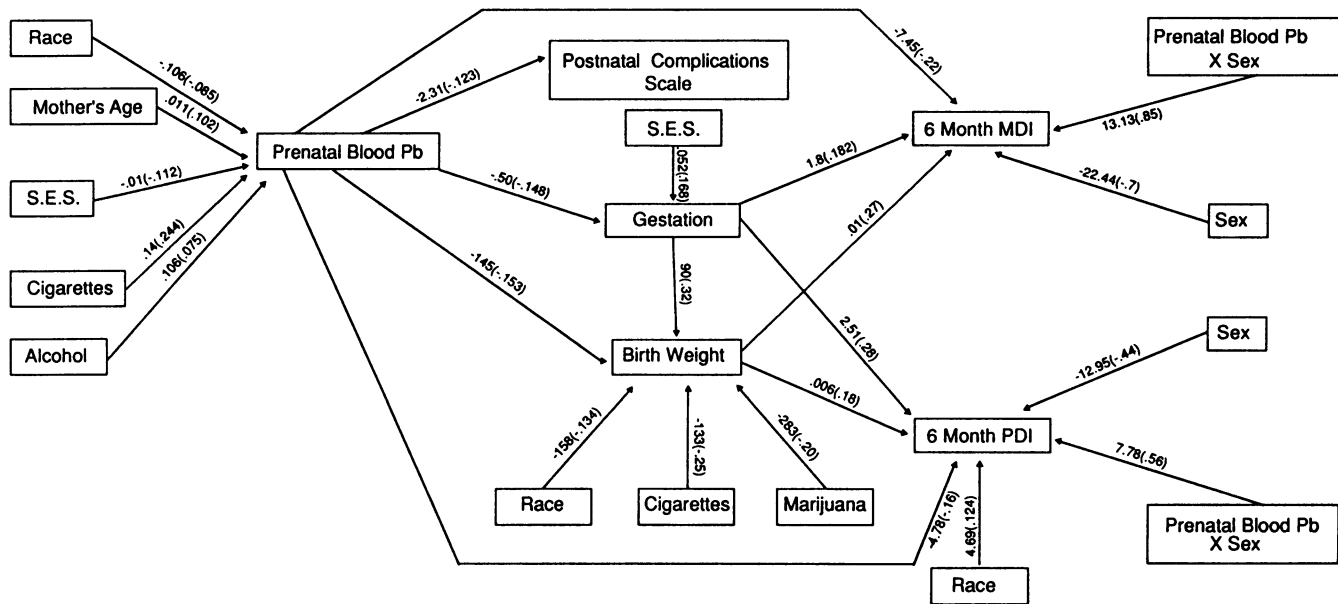 Race
Mother's Age
S.E.S.
Cigarettes
Alcohol
-.106(-.085)
.011(.102)
-.01(-.112)
.14(.244)
.106(.075)
Prenatal Blood Pb
-2.31(-.123)
Postnatal Complications
Scale
S.E.S.
.052(.168)
-.50(-.148)
Gestation
-145(-.153)
90(.32)
Birth Weight
-158(-.134)
-133(-.25)
-283(-.20)
Race
Cigarettes
Marijuana
-7.45(-.22)
1.8(.182)
.01(.27)
2.51(.28)
.006(.18)
-4.78(-.16)
4.69(.124)
Race
6 Month MDI
Prenatal Blood Pb
X Sex
13.13(.85)
-22.44(-.7)
Sex
Sex
-12.95(-.44)
6 Month PDI
7.78(.56)
Prenatal Blood Pb
X Sex